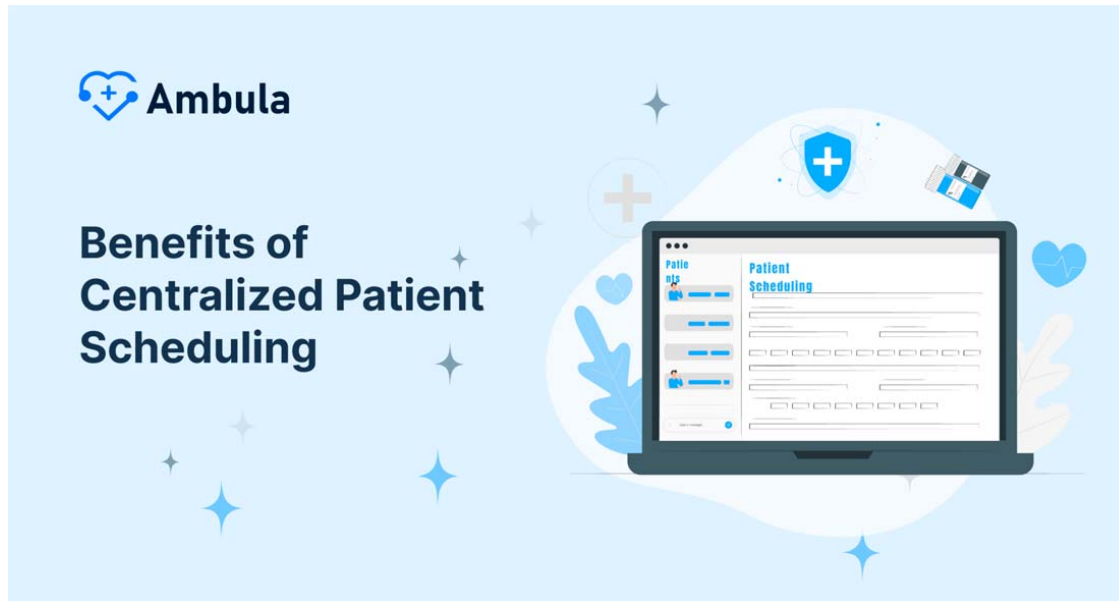 Ambula
Benefits of
Centralized Patient
Scheduling
Patie
nts
Patient
Scheduling